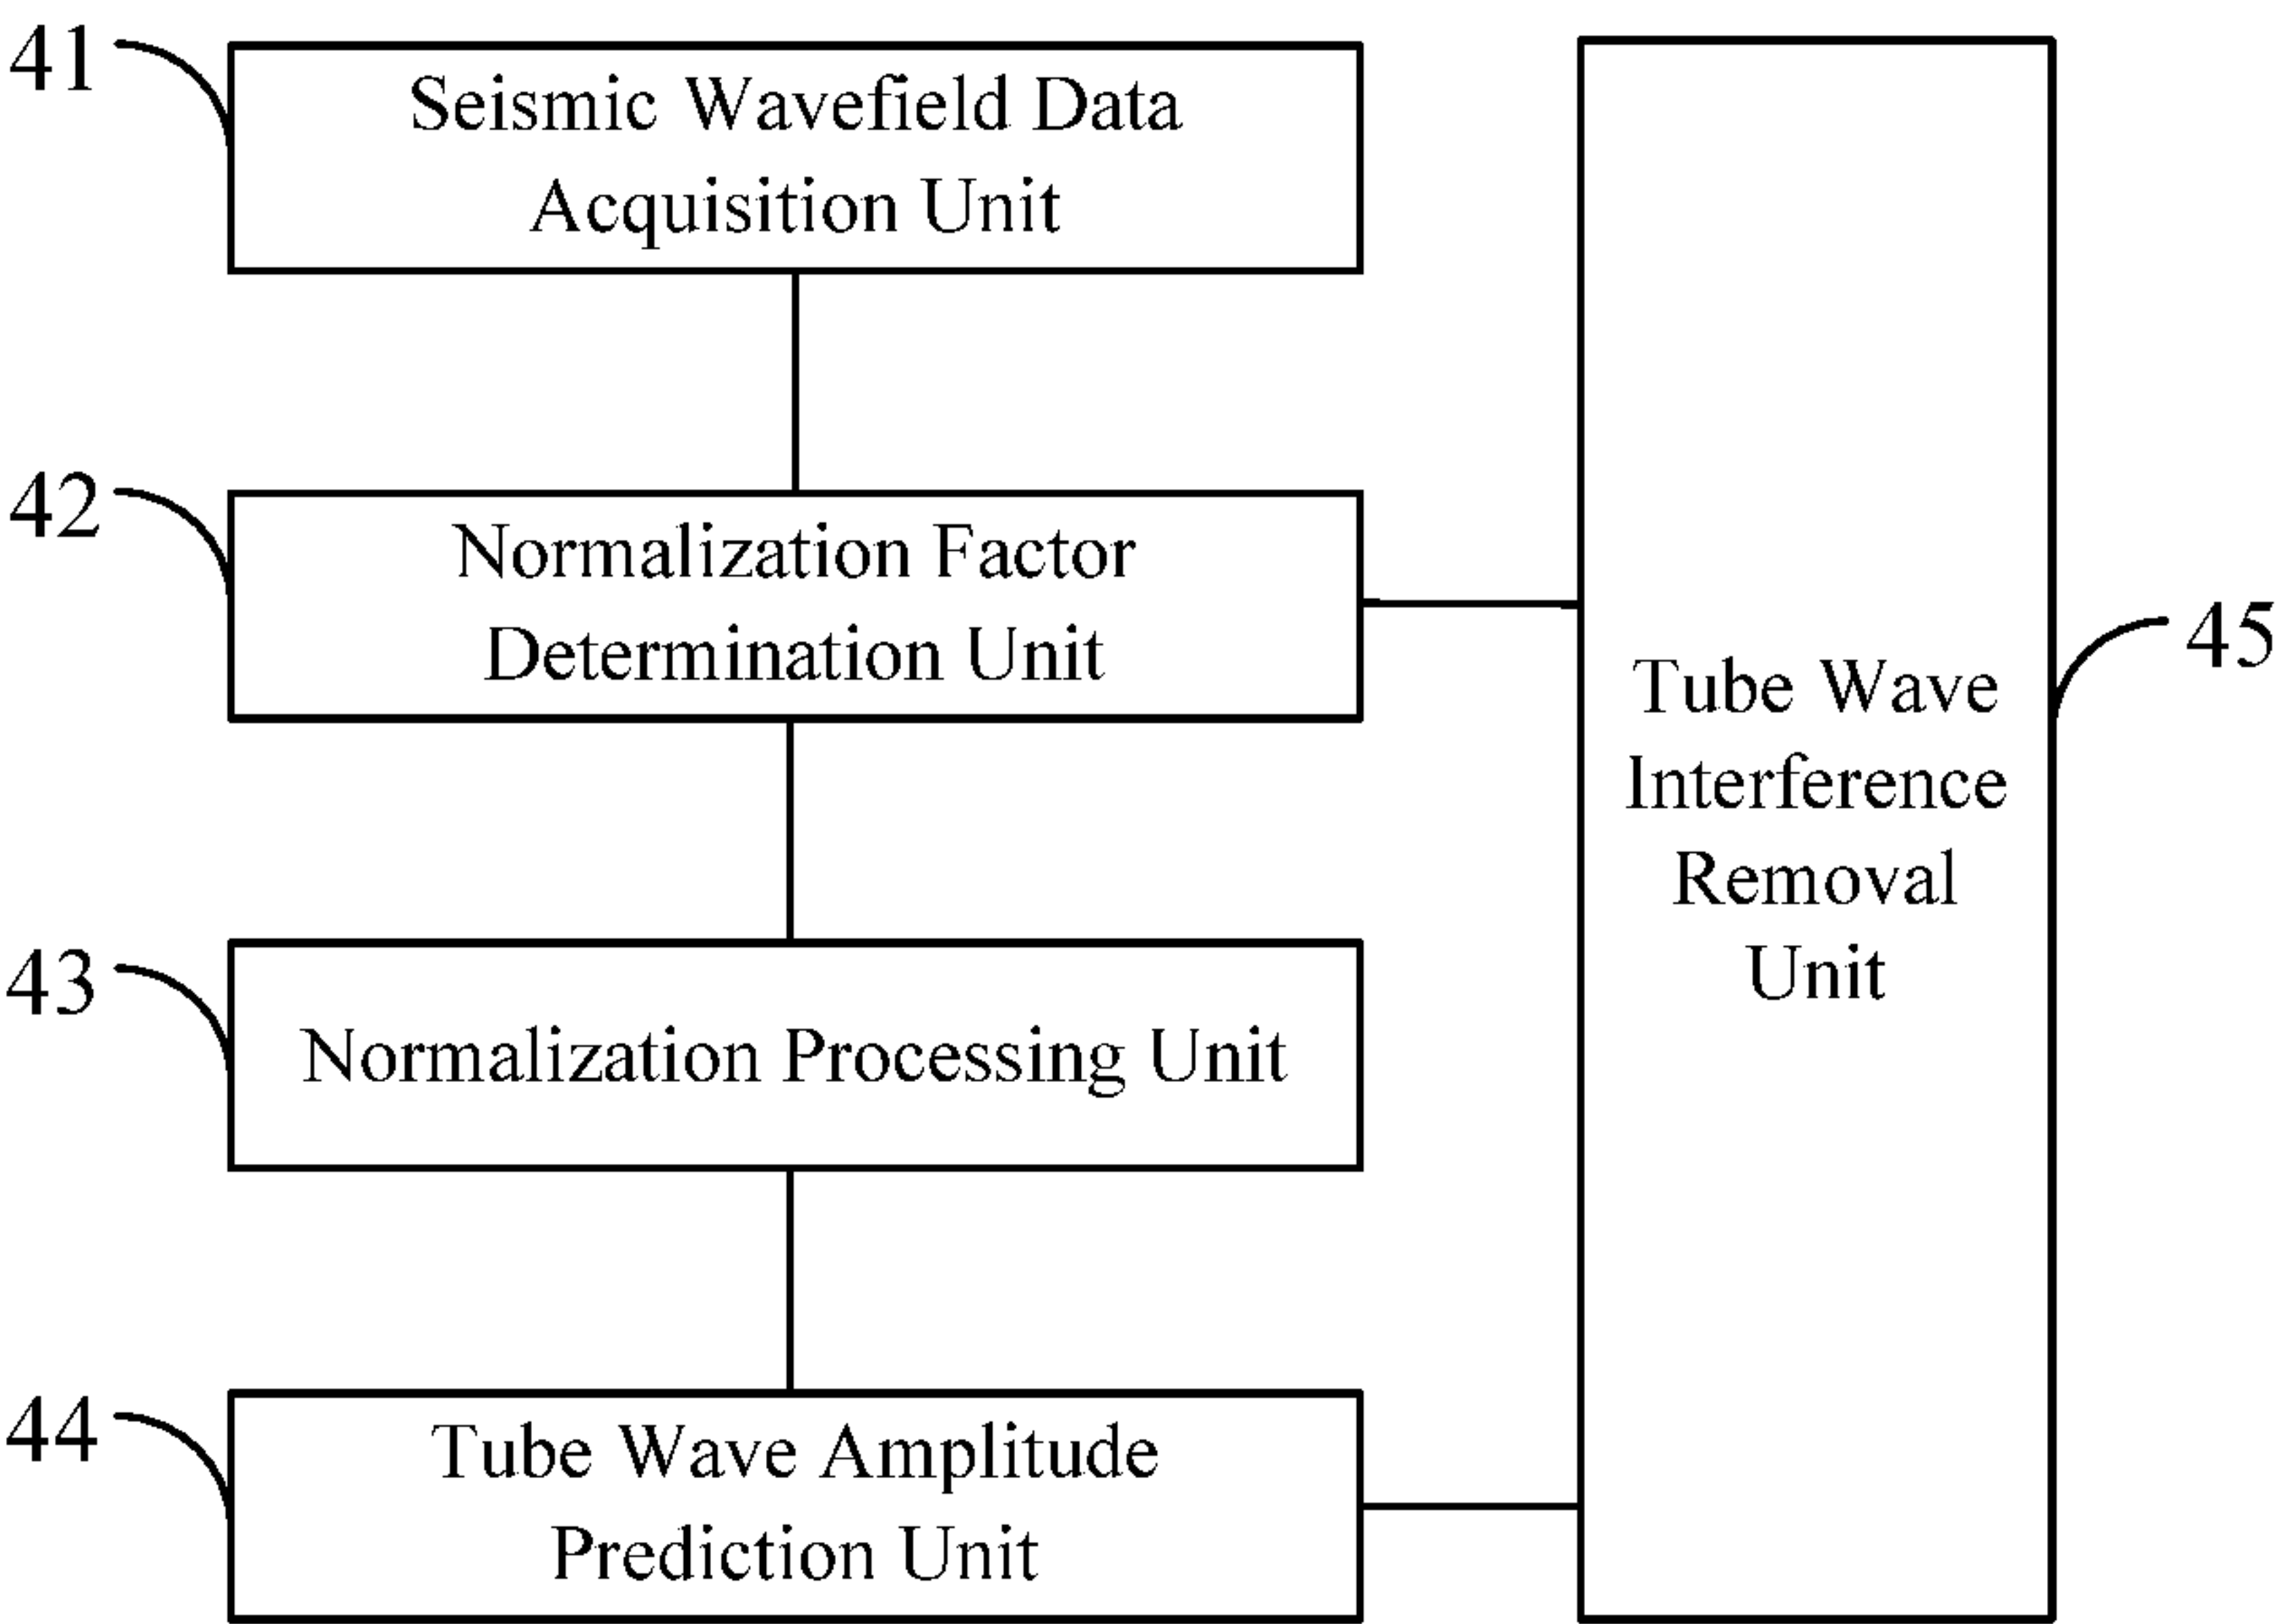 41
Seismic Wavefield Data
Acquisition Unit
42
Normalization Factor
Determination Unit
43
Normalization Processing Unit
44
Tube Wave Amplitude
Prediction Unit
Tube Wave
Interference
Removal
Unit
45